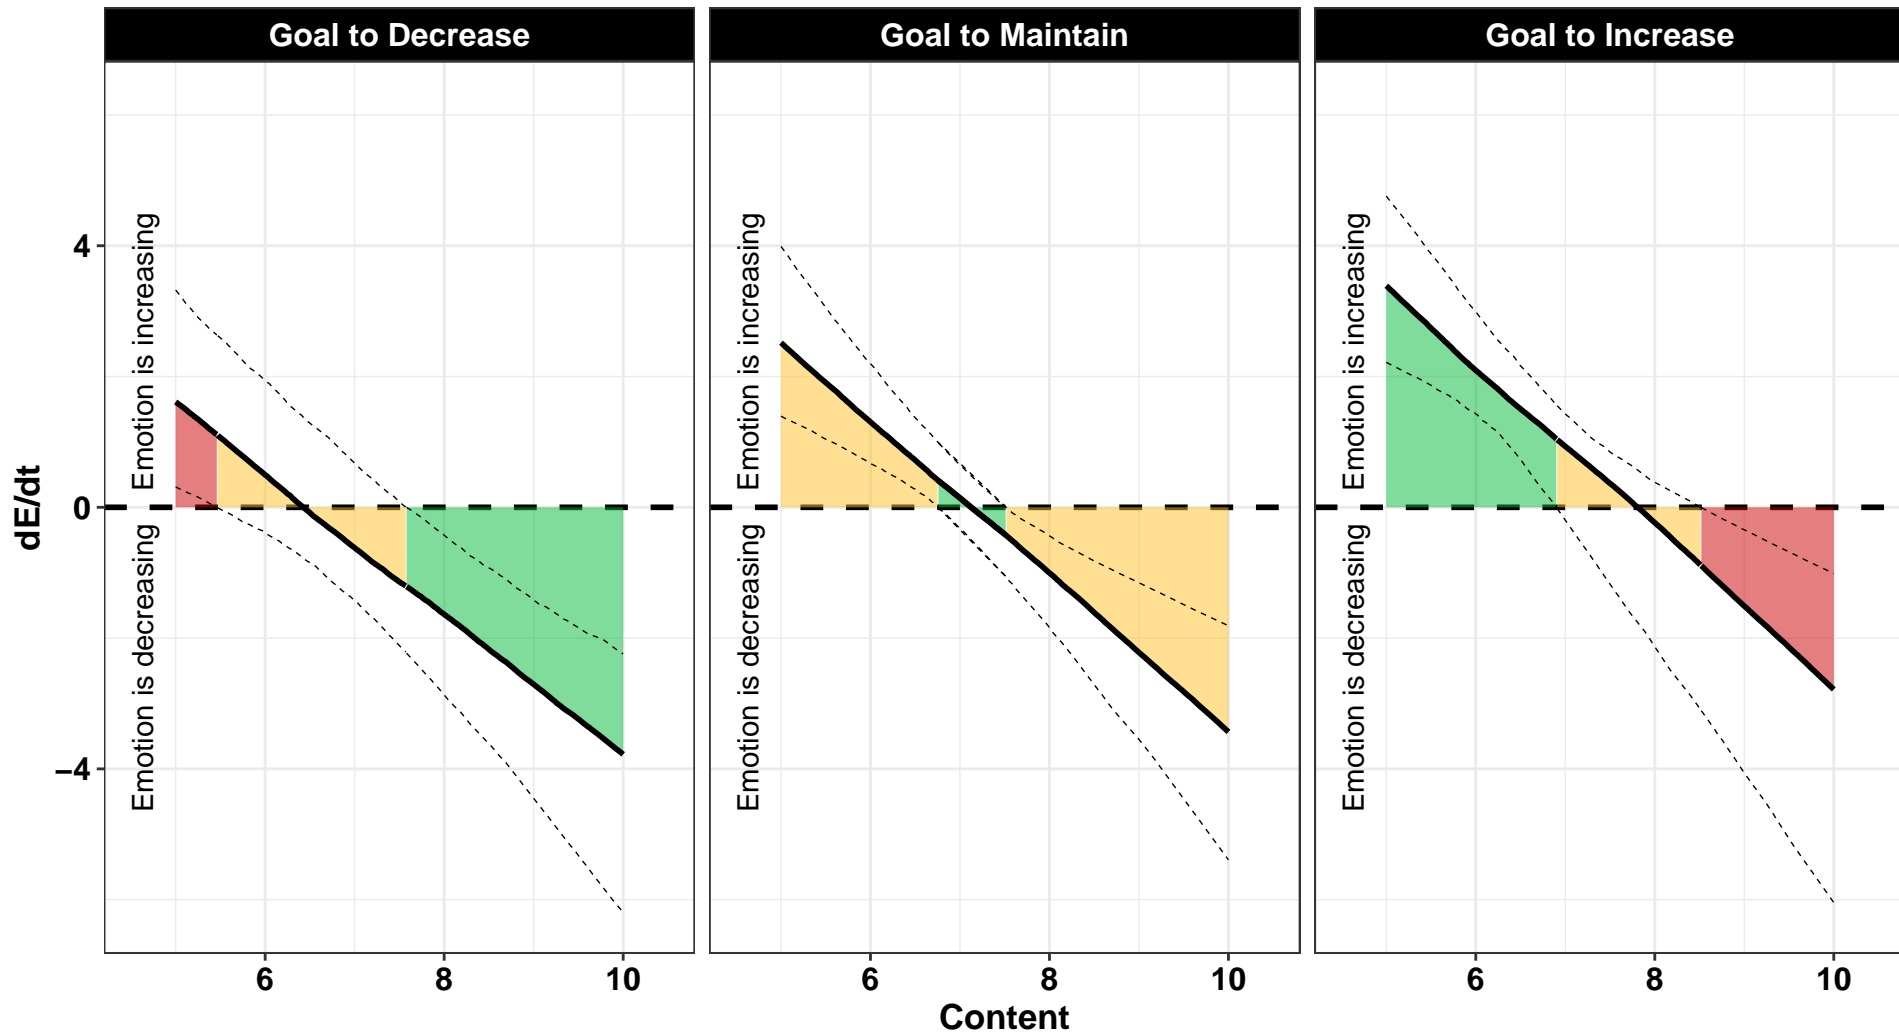 Goal to Decrease
Goal to Maintain
Goal to Increase
dE/dt
4
0
−4
Emotion is increasing
Emotion is decreasing
Emotion is increasing
Emotion is decreasing
Emotion is increasing
Emotion is decreasing
6 8 10
6 8 10
6 8 10
Content